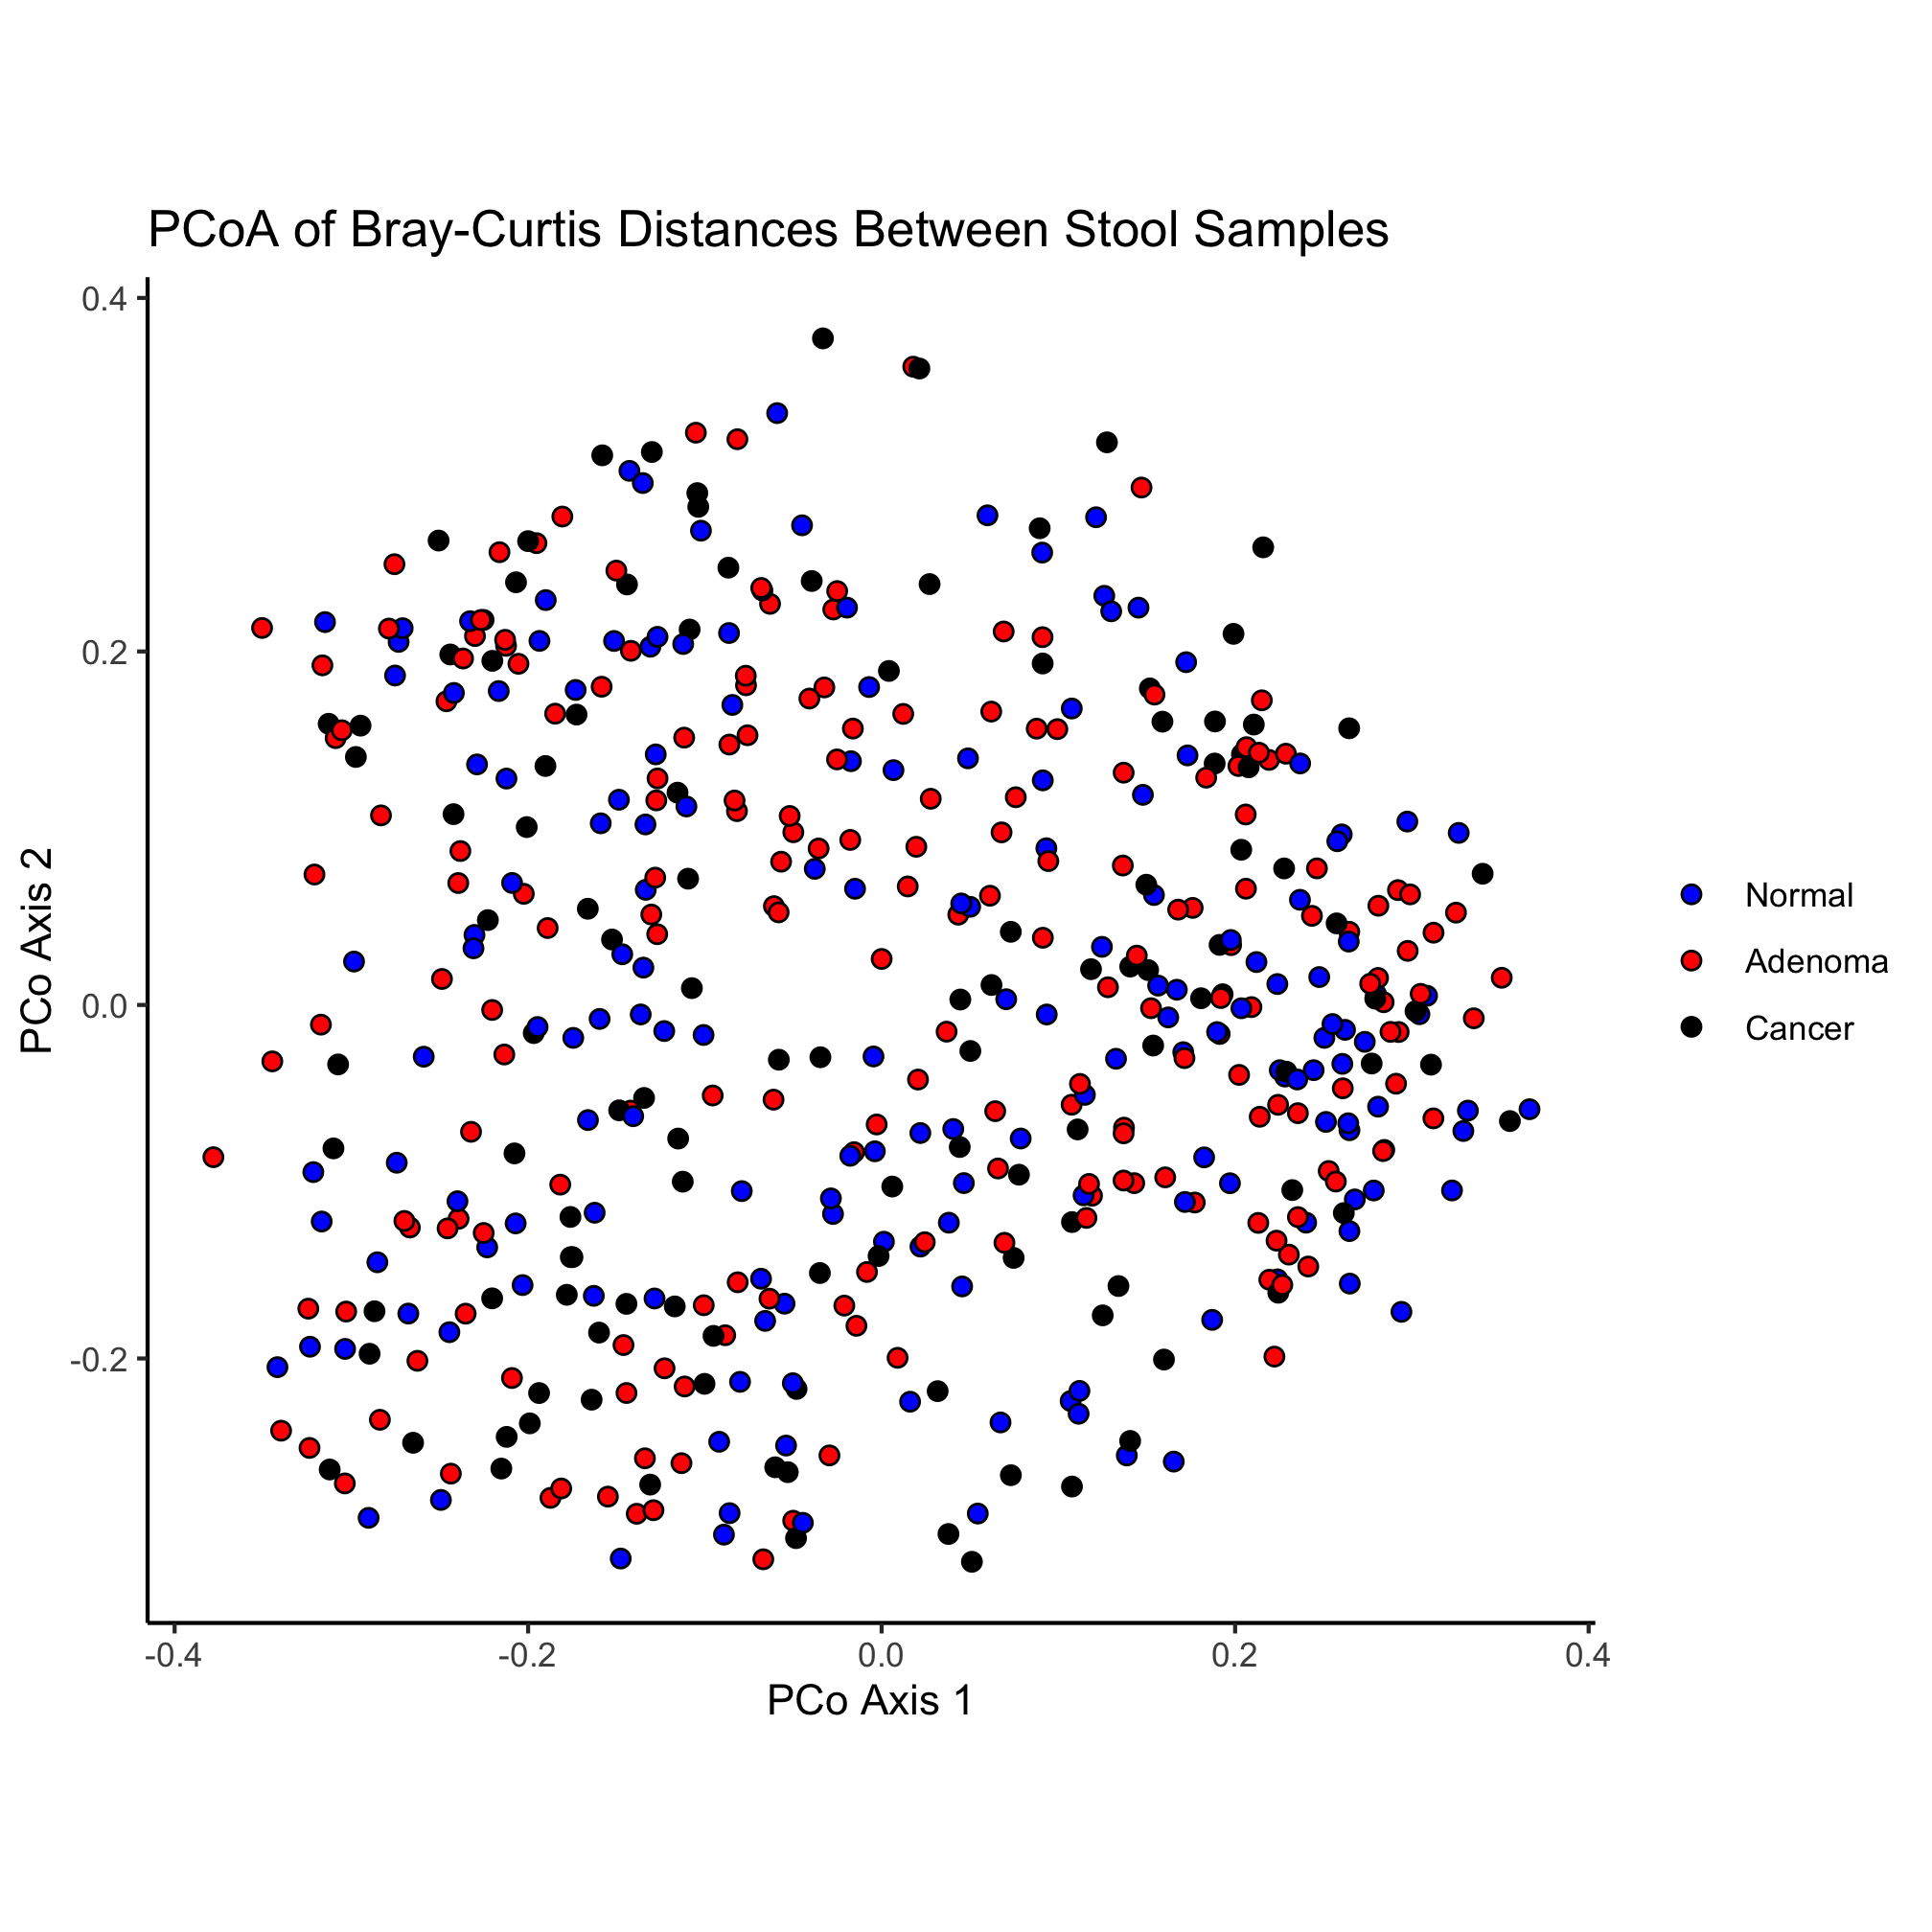 PCoA of Bray-Curtis Distances Between Stool Samples
0.4
0.2
0.0
-0.2
PCo Axis 2
-0.4
-0.2
0.0
0.2
0.4
PCo Axis 1
Normal
Adenoma
Cancer